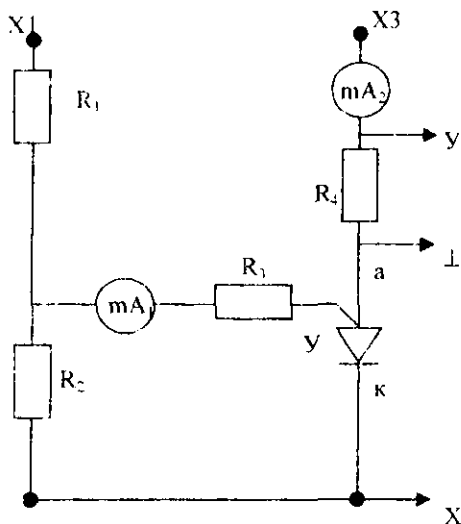 X1
X3
R₁
mA₂
У
R₄
⊥
R₃
а
mA₁
У
R₂
к
X